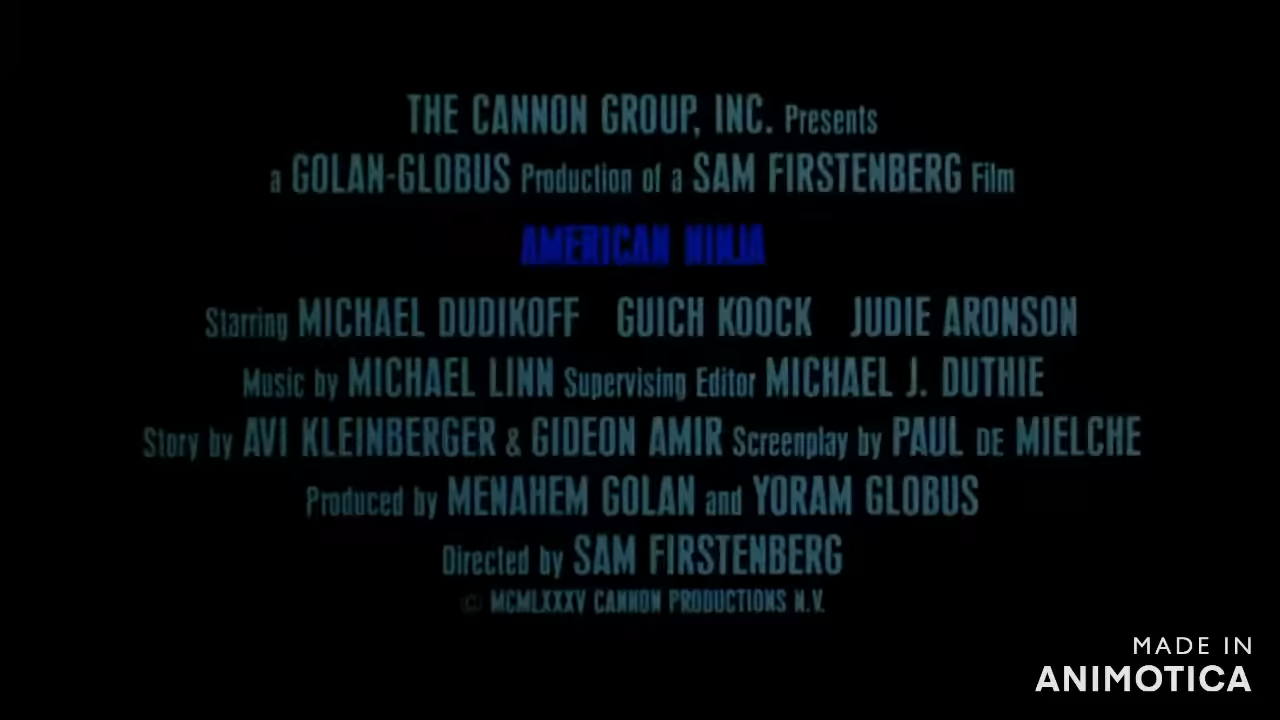 THE CANNON GROUP, INC. Presents
a GOLAN-GLOBUS Production of a SAM FIRSTENBERG Film
AMERICAN NINJA
Starring MICHAEL DUDIKOFF GUICH KOOCK JUDIE ARONSON
Music by MICHAEL LINN Supervising Editor MICHAEL J. DUTHIE
Story by AVI KLEINBERGER & GIDEON AMIR Screenplay by PAUL DE MIELCHE
Produced by MENAHEM GOLAN and YORAM GLOBUS
Directed by SAM FIRSTENBERG
© MCMLXXXV CANNON PRODUCTIONS N.V.
MADE IN
ANIMOTICA